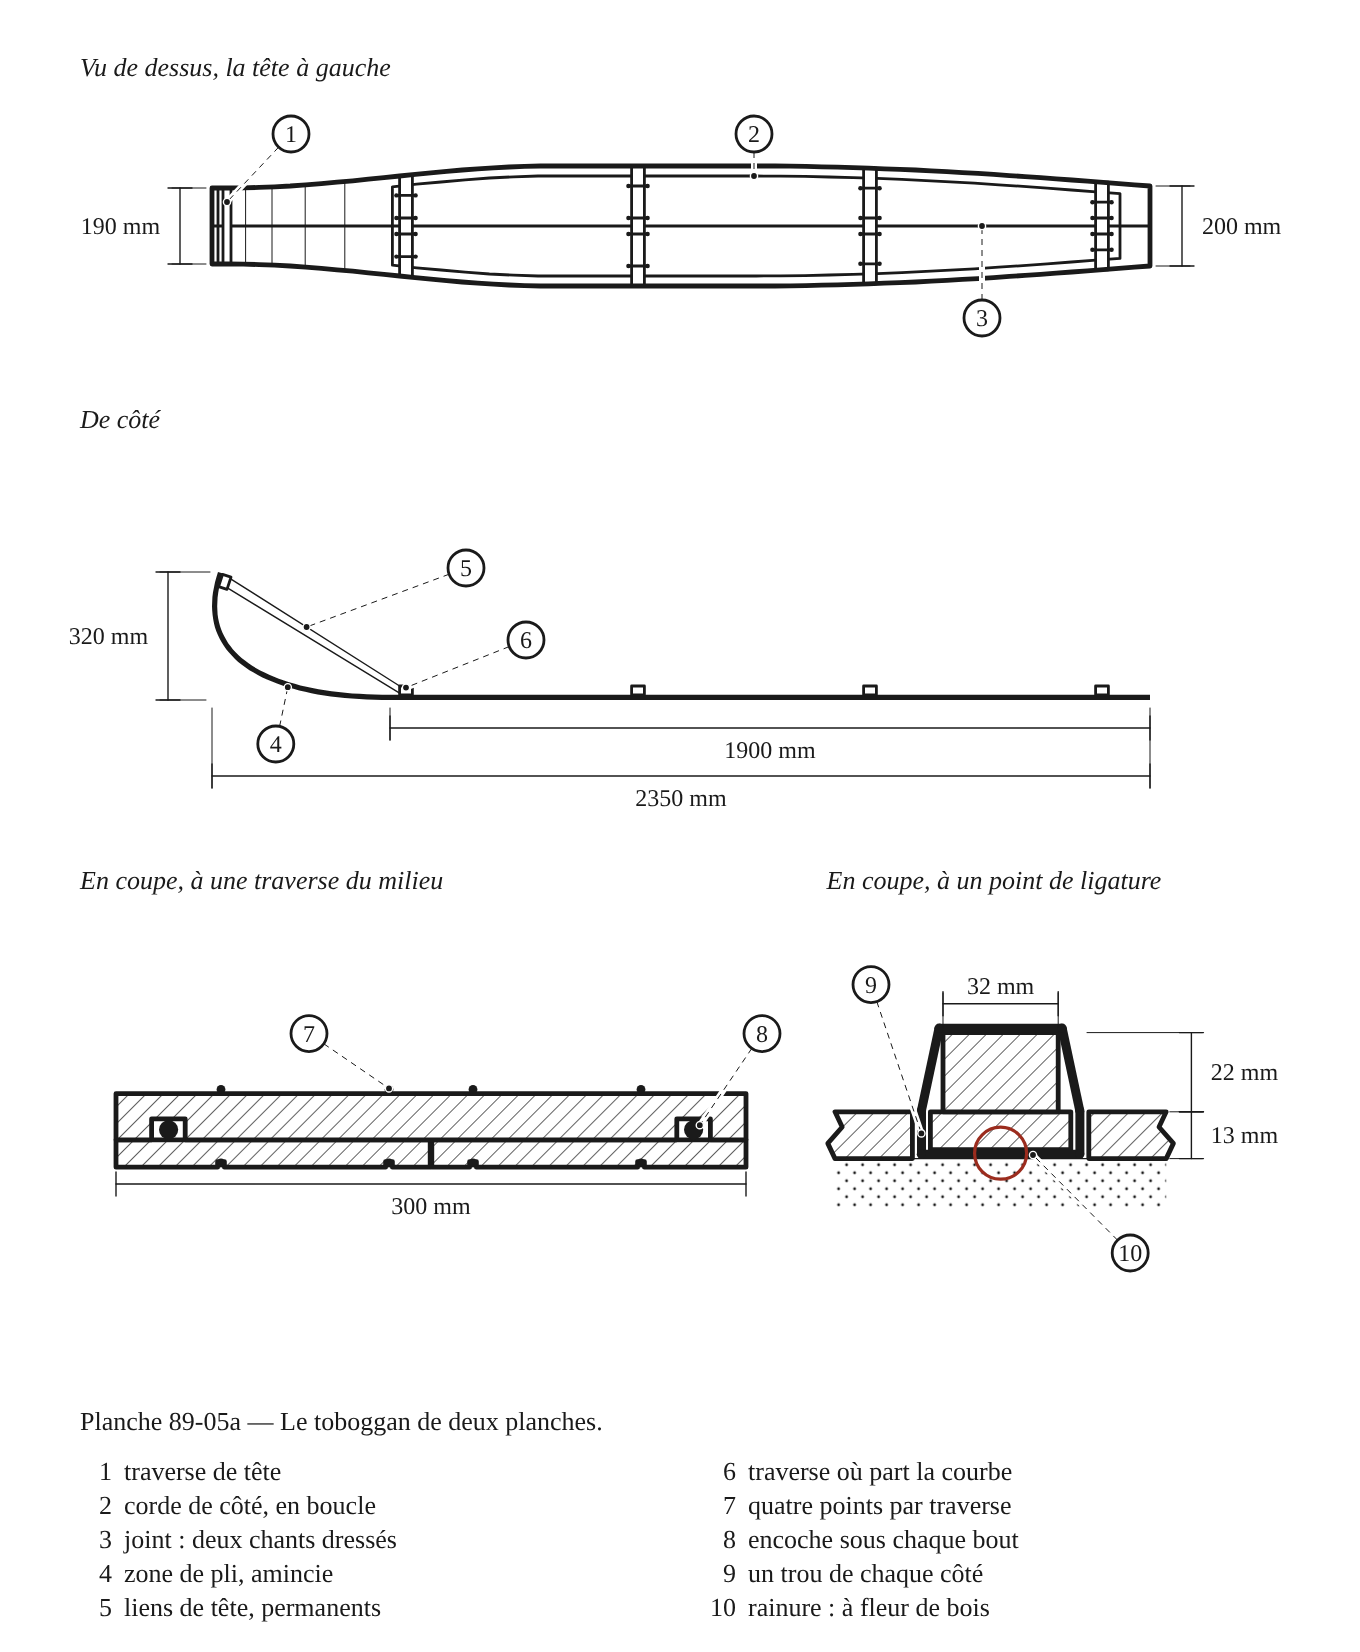 Vu de dessus, la tête à gauche
1
2
190 mm
200 mm
3
De côté
5
320 mm
6
4
1900 mm
2350 mm
En coupe, à une traverse du milieu
En coupe, à un point de ligature
9
32 mm
7
8
22 mm
13 mm
300 mm
10
Planche 89-05a — Le toboggan de deux planches.
1 traverse de tête
2 corde de côté, en boucle
3 joint : deux chants dressés
4 zone de pli, amincie
5 liens de tête, permanents
6 traverse où part la courbe
7 quatre points par traverse
8 encoche sous chaque bout
9 un trou de chaque côté
10 rainure : à fleur de bois